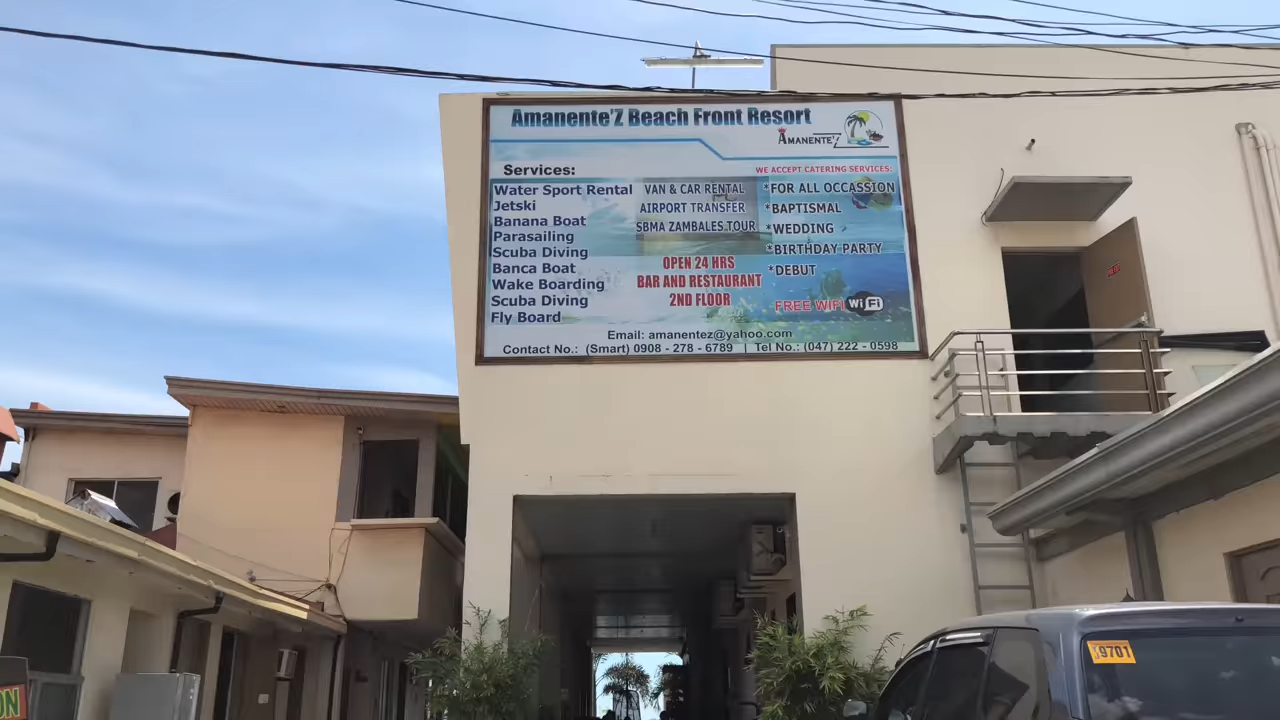 Amanente'Z Beach Front Resort
AMANENTE'Z
Services:
Water Sport Rental
Jetski
Banana Boat
Parasailing
Scuba Diving
Banca Boat
Wake Boarding
Scuba Diving
Fly Board
VAN & CAR RENTAL
AIRPORT TRANSFER
SBMA ZAMBALES TOUR
OPEN 24 HRS
BAR AND RESTAURANT
2ND FLOOR
WE ACCEPT CATERING SERVICES:
*FOR ALL OCCASSION
*BAPTISMAL
*WEDDING
*BIRTHDAY PARTY
*DEBUT
FREE WIFI Wi Fi
Email: amanentez@yahoo.com
Contact No.: (Smart) 0908 - 278 - 6789 | Tel No.: (047) 222 - 0598
9701
ON